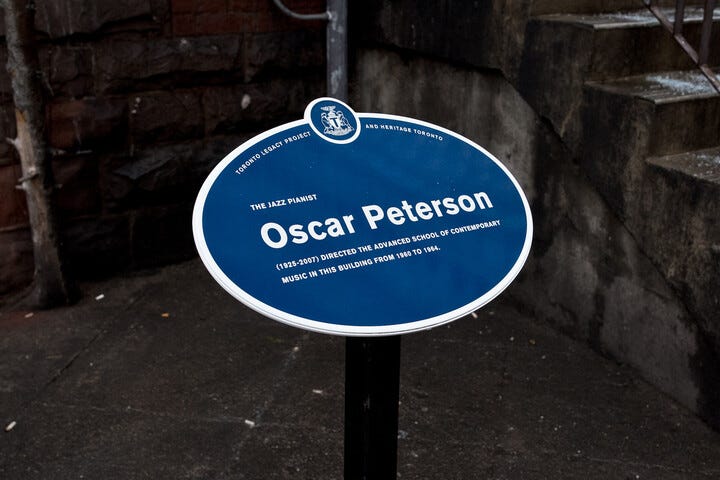 TORONTO LEGACY PROJECT AND HERITAGE TORONTO
THE JAZZ PIANIST
Oscar Peterson
(1925-2007) DIRECTED THE ADVANCED SCHOOL OF CONTEMPORARY
MUSIC IN THIS BUILDING FROM 1960 TO 1964.